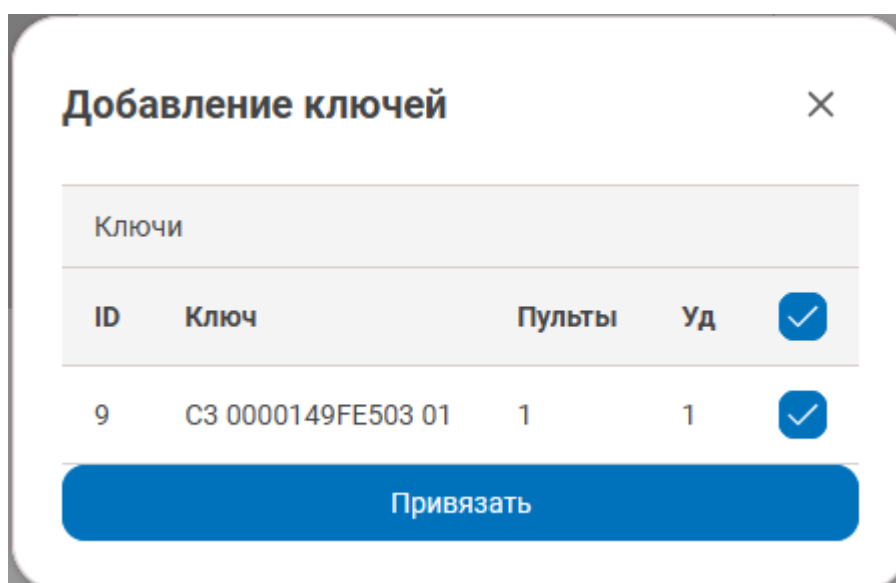 Добавление ключей
Ключи
ID Ключ Пульты Уд
9 C3 0000149FE503 01 1 1
Привязать